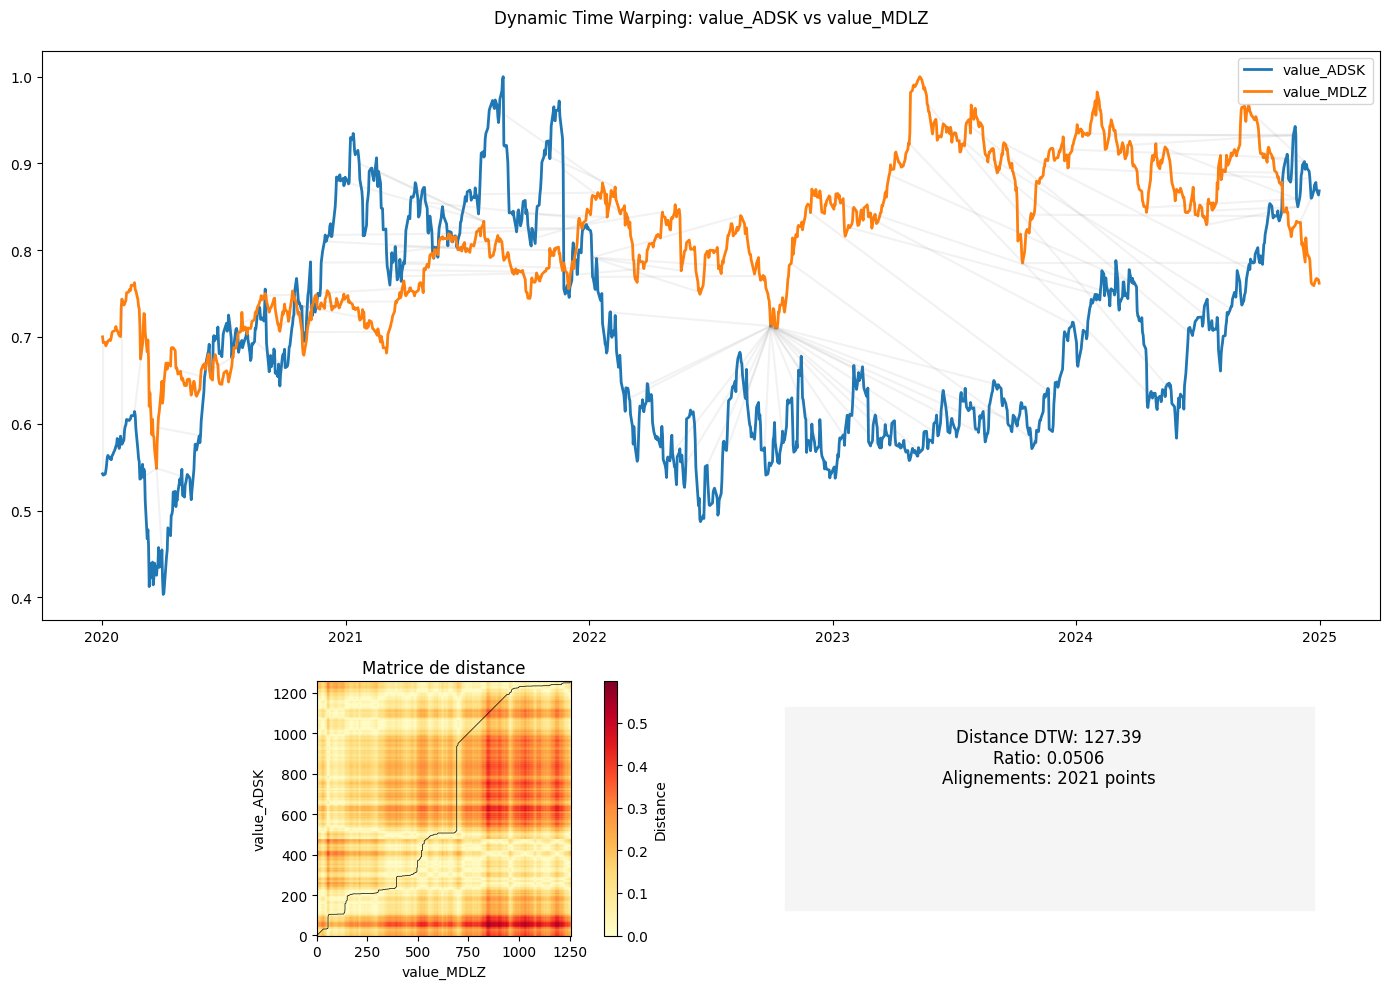 Dynamic Time Warping: value_ADSK vs value_MDLZ
1.0
0.9
0.8
0.7
0.6
0.5
0.4
value_ADSK
value_MDLZ
2020 2021 2022 2023 2024 2025
Matrice de distance
1200
1000
800
600
400
200
0
value_ADSK
0 250 500 750 1000 1250
value_MDLZ
0.5
0.4
0.3
0.2
0.1
0.0
Distance
Distance DTW: 127.39
Ratio: 0.0506
Alignements: 2021 points